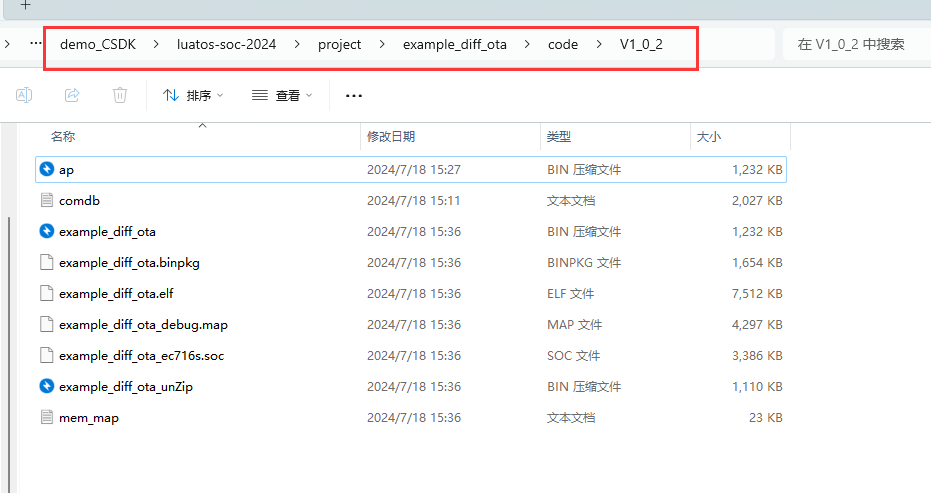 ··· demo_CSDK > luatos-soc-2024 > project > example_diff_ota > code > V1_0_2 在 V1_0_2 中搜索
排序 查看 ···
名称 修改日期 类型 大小
ap 2024/7/18 15:27 BIN 压缩文件 1,232 KB
comdb 2024/7/18 15:11 文本文档 2,027 KB
example_diff_ota 2024/7/18 15:36 BIN 压缩文件 1,232 KB
example_diff_ota.binpkg 2024/7/18 15:36 BINPKG 文件 1,654 KB
example_diff_ota.elf 2024/7/18 15:36 ELF 文件 7,512 KB
example_diff_ota_debug.map 2024/7/18 15:36 MAP 文件 4,297 KB
example_diff_ota_ec716s.soc 2024/7/18 15:36 SOC 文件 3,386 KB
example_diff_ota_unZip 2024/7/18 15:36 BIN 压缩文件 1,110 KB
mem_map 2024/7/18 15:36 文本文档 23 KB